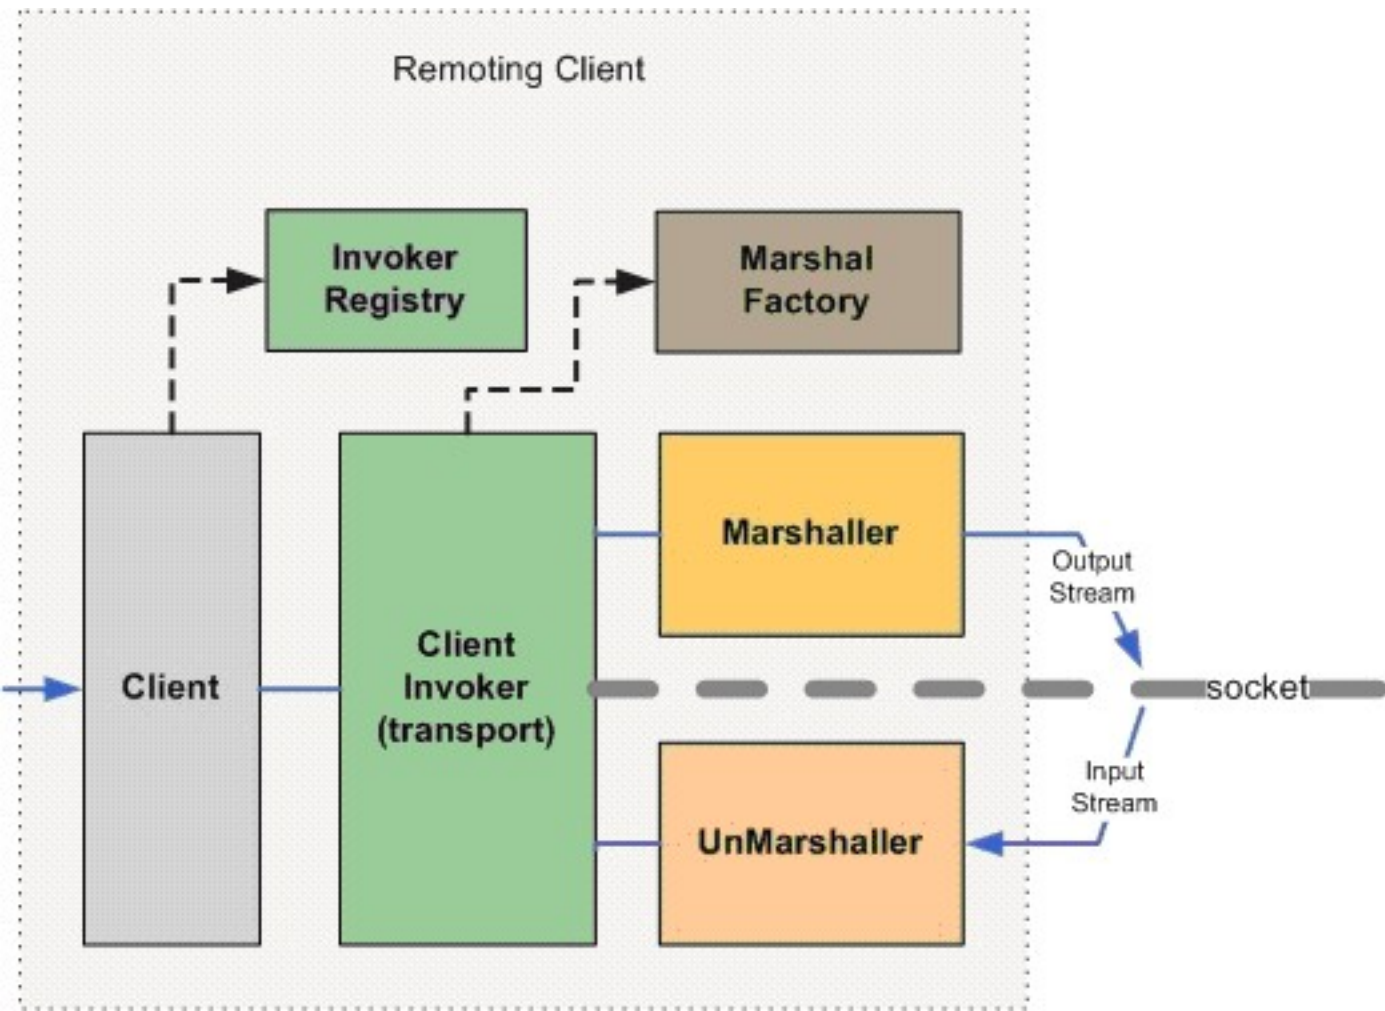 Remoting Client
Invoker
Registry
Marshal
Factory
Client
Client
Invoker
(transport)
Marshaller
Output
Stream
socket
Input
Stream
UnMarshaller